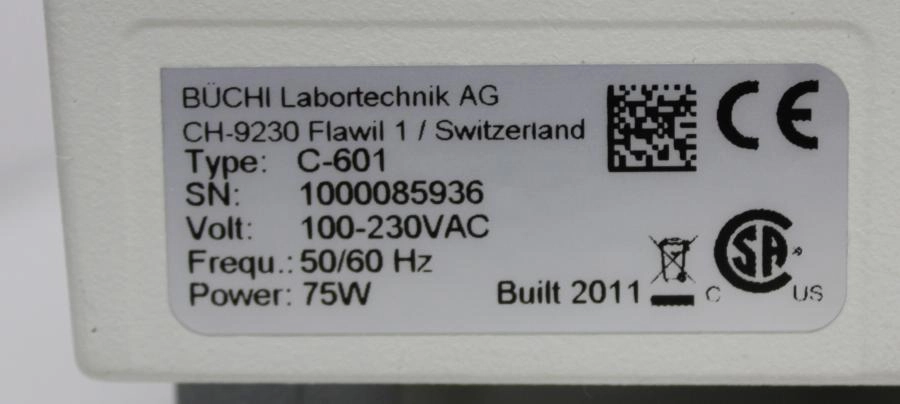 BÜCHI Labortechnik AG
CH-9230 Flawil 1 / Switzerland
Type: C-601
SN: 1000085936
Volt: 100-230VAC
Frequ.: 50/60 Hz
Power: 75W
Built 2011
CE
C SA US